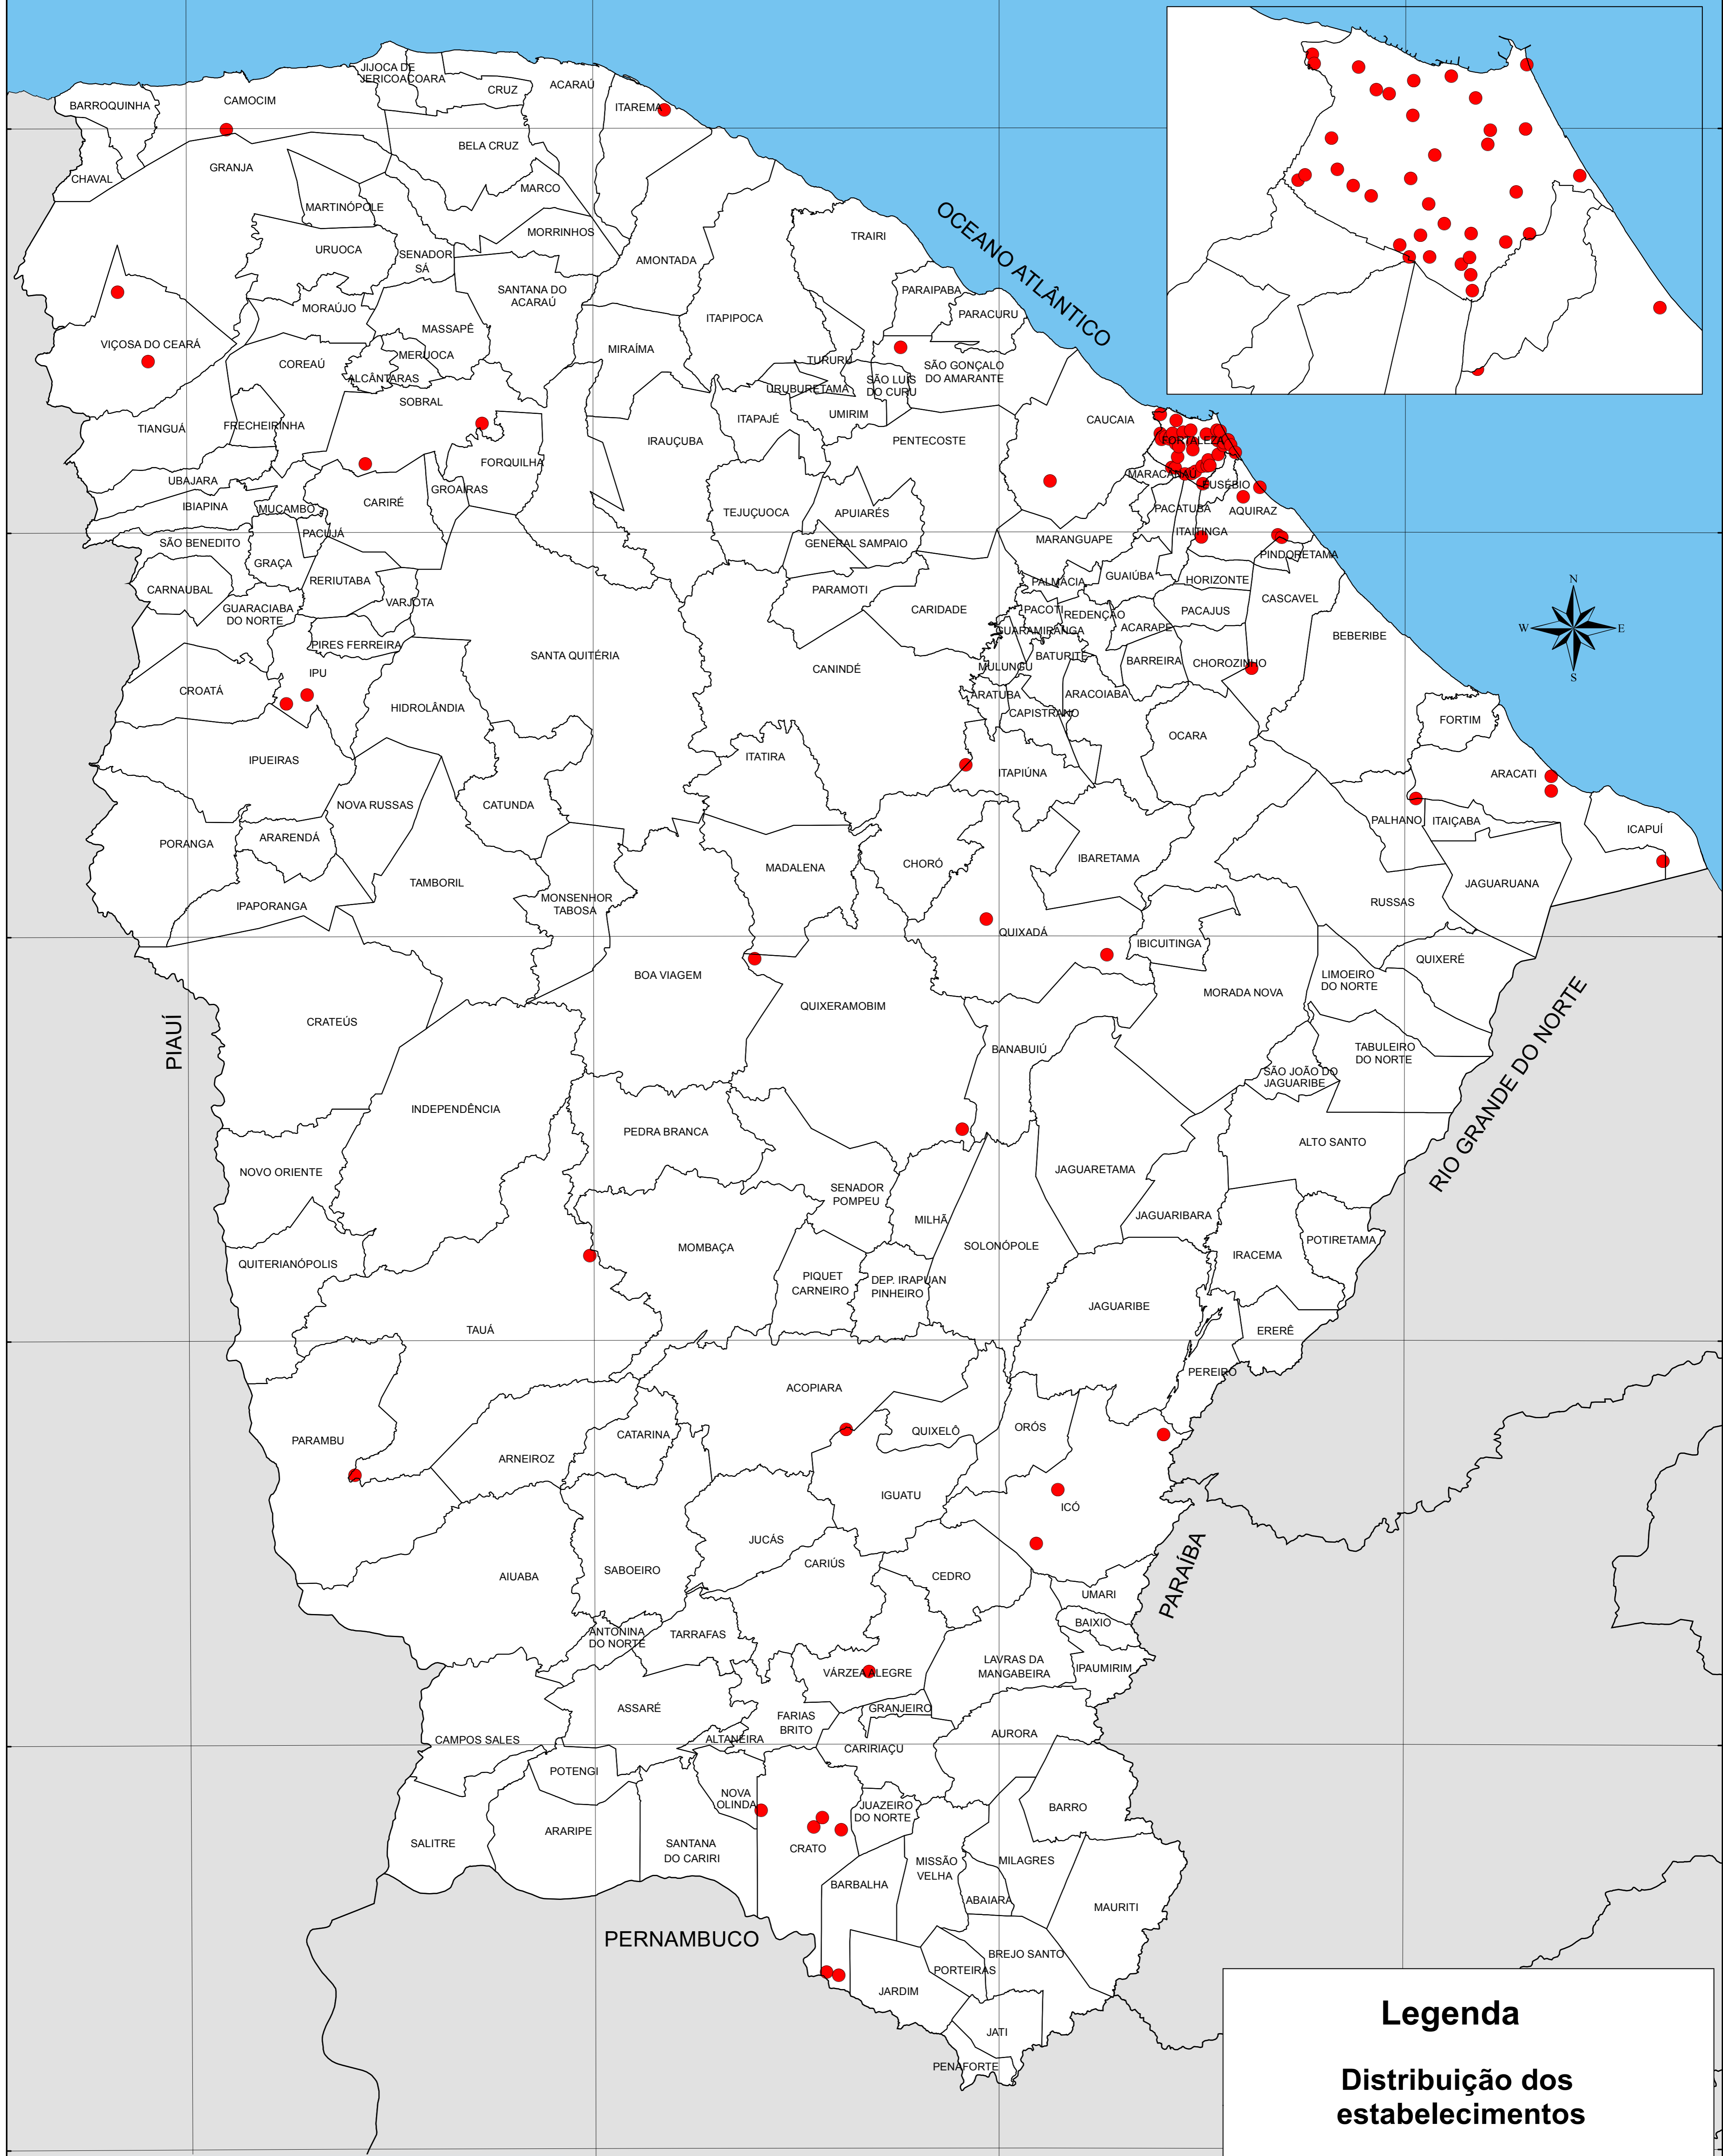 JIJOCA DE
JERICOACOARA
CRUZ
ACARAÚ
BARROQUINHA
CAMOCIM
ITAREMA
BELA CRUZ
GRANJA
CHAVAL
MARCO
MARTINÓPOLE
MORRINHOS
TRAIRI
OCEANO ATLÂNTICO
URUOCA
SENADOR
SÁ
AMONTADA
SANTANA DO
ACARAÚ
PARAIPABA
MORAÚJO
PARACURU
ITAPIPOCA
MASSAPÊ
VIÇOSA DO CEARÁ
MIRAÍMA
MERUOCA
TURURU
COREAÚ
SÃO GONÇALO
DO AMARANTE
ALCÂNTARAS
SÃO LUIS
DO CURU
URUBURETAMA
SOBRAL
UMIRIM
ITAPAJÉ
CAUCAIA
FRECHEIRINHA
TIANGUÁ
IRAUÇUBA
PENTECOSTE
FORTALEZA
FORQUILHA
MARACANAÚ
UBAJARA
EUSÉBIO
GROAÍRAS
CARIRÉ
IBIAPINA
MUCAMBO
PACATUBA
AQUIRAZ
TEJUÇUOCA
APUIARÉS
PACUJÁ
ITAITINGA
SÃO BENEDITO
MARANGUAPE
GENERAL SAMPAIO
PINDORETAMA
GRAÇA
GUAIÚBA
RERIUTABA
PALMÁCIA
HORIZONTE
CARNAUBAL
PARAMOTI
N
CASCAVEL
VARJOTA
GUARACIABA
DO NORTE
CARIDADE
PACOTI
PACAJUS
REDENÇÃO
ACARAPE
W
E
GUARAMIRANGA
BEBERIBE
PIRES FERREIRA
SANTA QUITÉRIA
BATURITÉ
BARREIRA
CHOROZINHO
MULUNGU
CANINDÉ
IPU
S
CROATÁ
ARATUBA
ARACOIABA
HIDROLÂNDIA
CAPISTRANO
FORTIM
OCARA
ITATIRA
IPUEIRAS
ITAPIÚNA
ARACATI
NOVA RUSSAS
CATUNDA
PALHANO
ITAIÇABA
ICAPUÍ
ARARENDÁ
PORANGA
IBARETAMA
CHORÓ
MADALENA
TAMBORIL
JAGUARUANA
MONSENHOR
TABOSA
RUSSAS
IPAPORANGA
QUIXADÁ
IBICUITINGA
QUIXERÉ
BOA VIAGEM
LIMOEIRO
DO NORTE
MORADA NOVA
QUIXERAMOBIM
CRATEÚS
PIAUÍ
BANABUIÚ
TABULEIRO
DO NORTE
RIO GRANDE DO NORTE
SÃO JOÃO DO
JAGUARIBE
INDEPENDÊNCIA
PEDRA BRANCA
ALTO SANTO
NOVO ORIENTE
JAGUARETAMA
SENADOR
POMPEU
MILHÃ
JAGUARIBARA
POTIRETAMA
MOMBAÇA
SOLONÓPOLE
IRACEMA
QUITERIANÓPOLIS
PIQUET
CARNEIRO
DEP. IRAPUAN
PINHEIRO
JAGUARIBE
TAUÁ
ERERÊ
PEREIRO
ACOPIARA
ORÓS
QUIXELÔ
CATARINA
PARAMBU
ARNEIROZ
IGUATU
ICÓ
JUCÁS
CARIÚS
SABOEIRO
CEDRO
AIUABA
PARAÍBA
UMARI
BAIXIO
ANTONINA
DO NORTE
TARRAFAS
LAVRAS DA
MANGABEIRA
IPAUMIRIM
VÁRZEA ALEGRE
ASSARÉ
GRANJEIRO
FARIAS
BRITO
AURORA
CAMPOS SALES
ALTANEIRA
CARIRIAÇU
POTENGI
NOVA
OLINDA
JUAZEIRO
DO NORTE
BARRO
ARARIPE
SALITRE
SANTANA
DO CARIRI
CRATO
MISSÃO
VELHA
MILAGRES
BARBALHA
ABAIARA
MAURITI
PERNAMBUCO
BREJO SANTO
PORTEIRAS
JARDIM
JATI
PENAFORTE
Legenda
Distribuição dos
estabelecimentos